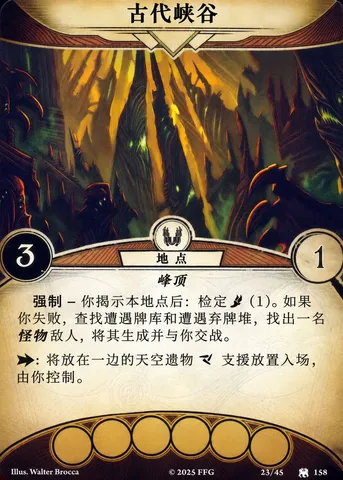 古代峡谷
3
地点
1
峰顶
强制 – 你揭示本地点后：检定 (1)。如果
你失败，查找遭遇牌库和遭遇弃牌堆，找出一名
怪物敌人，将其生成并与你交战。
：将放在一边的天空遗物 支援放置入场，
由你控制。
Illus. Walter Brocca
© 2025 FFG
23/45
158